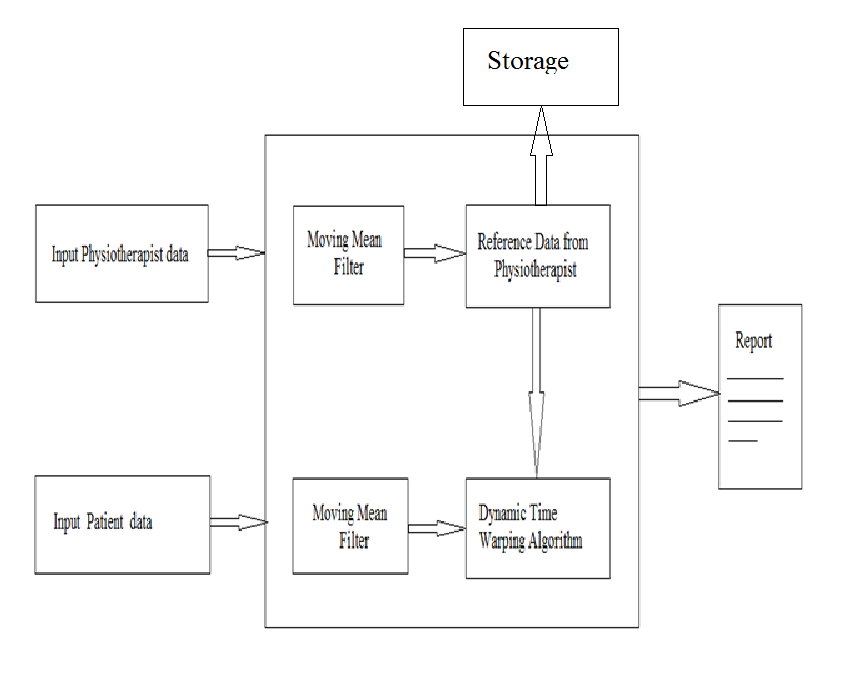 Storage
Input Physiotherapist data
Moving Mean
Filter
Reference Data from
Physiotherapist
Report
Input Patient data
Moving Mean
Filter
Dynamic Time
Warping Algorithm